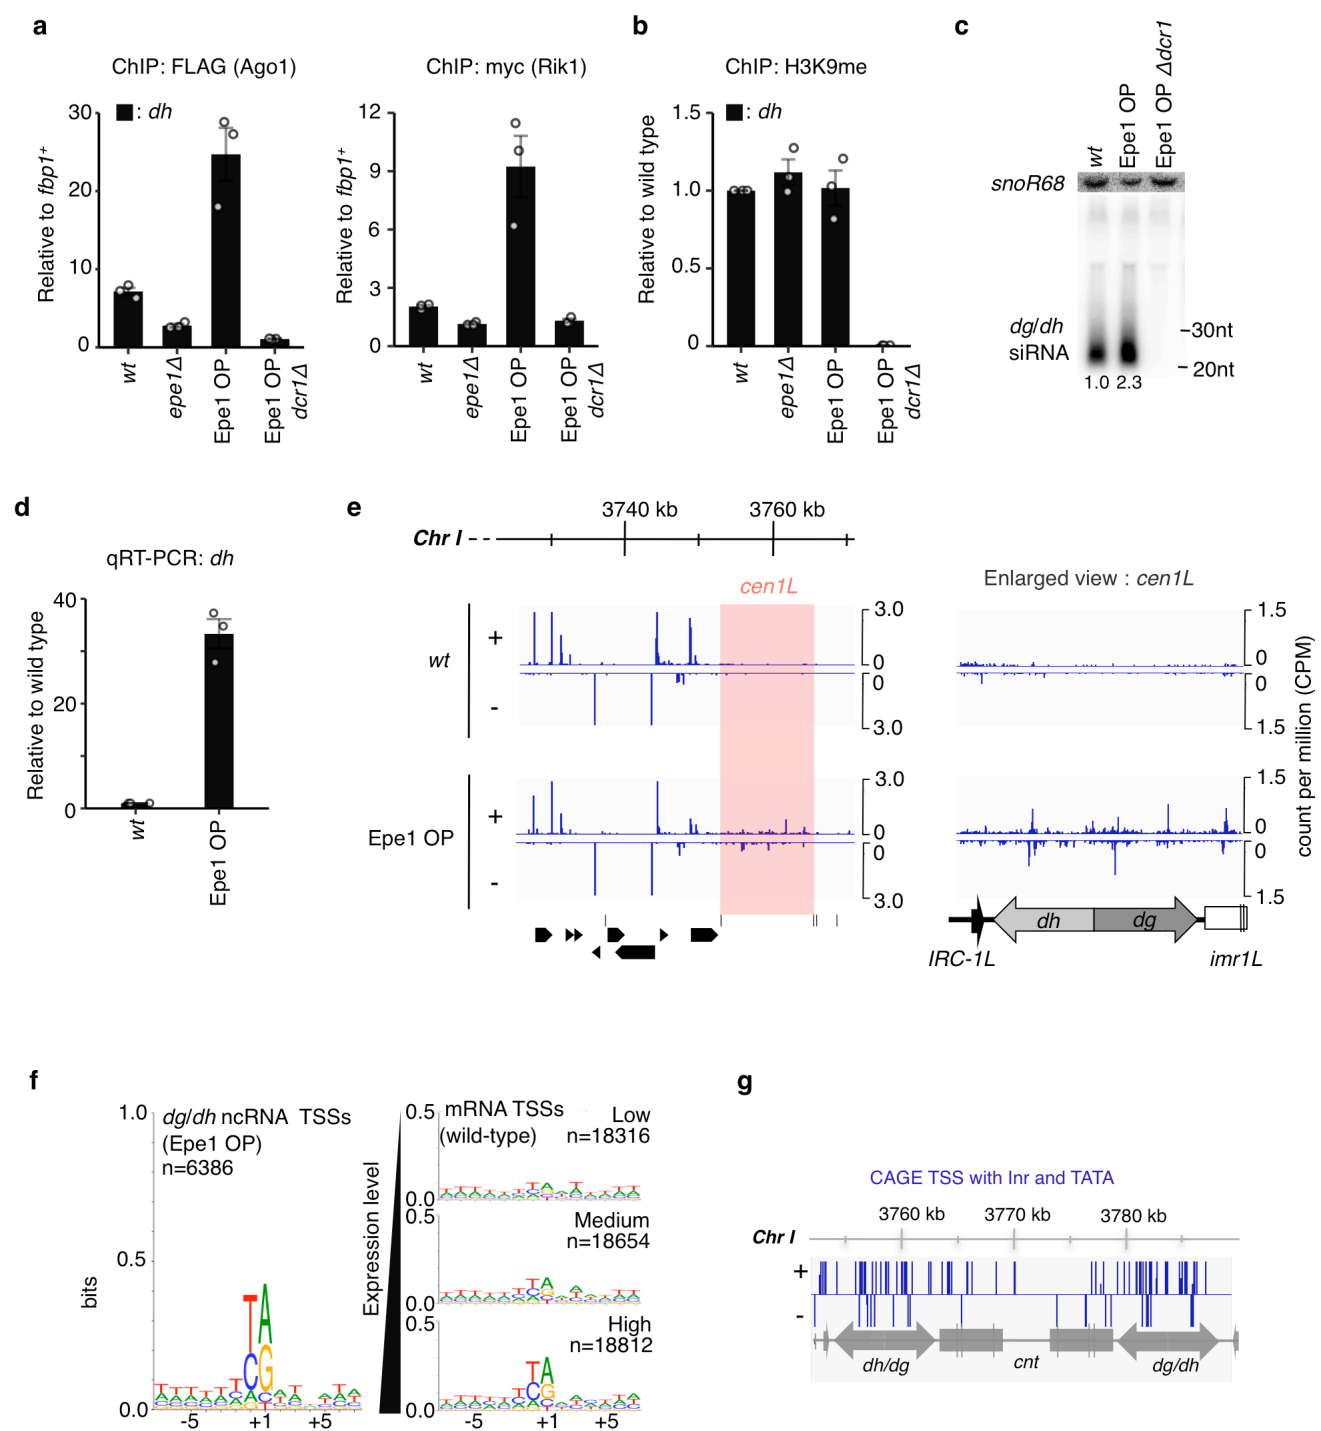 a
ChIP: FLAG (Ago1)
: dh
Relative to fbp1+
30
20
10
0
wt
epe1Δ
Epe1 OP
Epe1 OP
dcr1Δ
ChIP: myc (Rik1)
Relative to fbp1+
12
9
6
3
0
wt
epe1Δ
Epe1 OP
Epe1 OP
dcr1Δ
b
ChIP: H3K9me
: dh
Relative to wild type
1.5
1.0
0.5
0
wt
epe1Δ
Epe1 OP
Epe1 OP
dcr1Δ
c
wt
Epe1 OP
Epe1 OP Δdcr1
snoR68
dg/dh
siRNA
30nt
20nt
1.0 2.3
d
qRT-PCR: dh
Relative to wild type
40
20
0
wt
Epe1 OP
e
3740 kb 3760 kb
Chr I
cen1L
Enlarged view : cen1L
wt
+
-
3.0
0
0
3.0
1.5
0
0
1.5
Epe1 OP
+
-
3.0
0
0
3.0
1.5
0
0
1.5
count per million (CPM)
dh dg
IRC-1L imr1L
f
bits
1.0
0.5
0.0
dg/dh ncRNA TSSs
(Epe1 OP)
n=6386
-5 +1 +5
Expression level
mRNA TSSs
(wild-type)
Low
n=18316
0.5
0.0
Medium
n=18654
0.5
0.0
High
n=18812
0.5
0.0
-5 +1 +5
g
CAGE TSS with Inr and TATA
3760 kb 3770 kb 3780 kb
Chr I
+
-
dh/dg cnt dg/dh